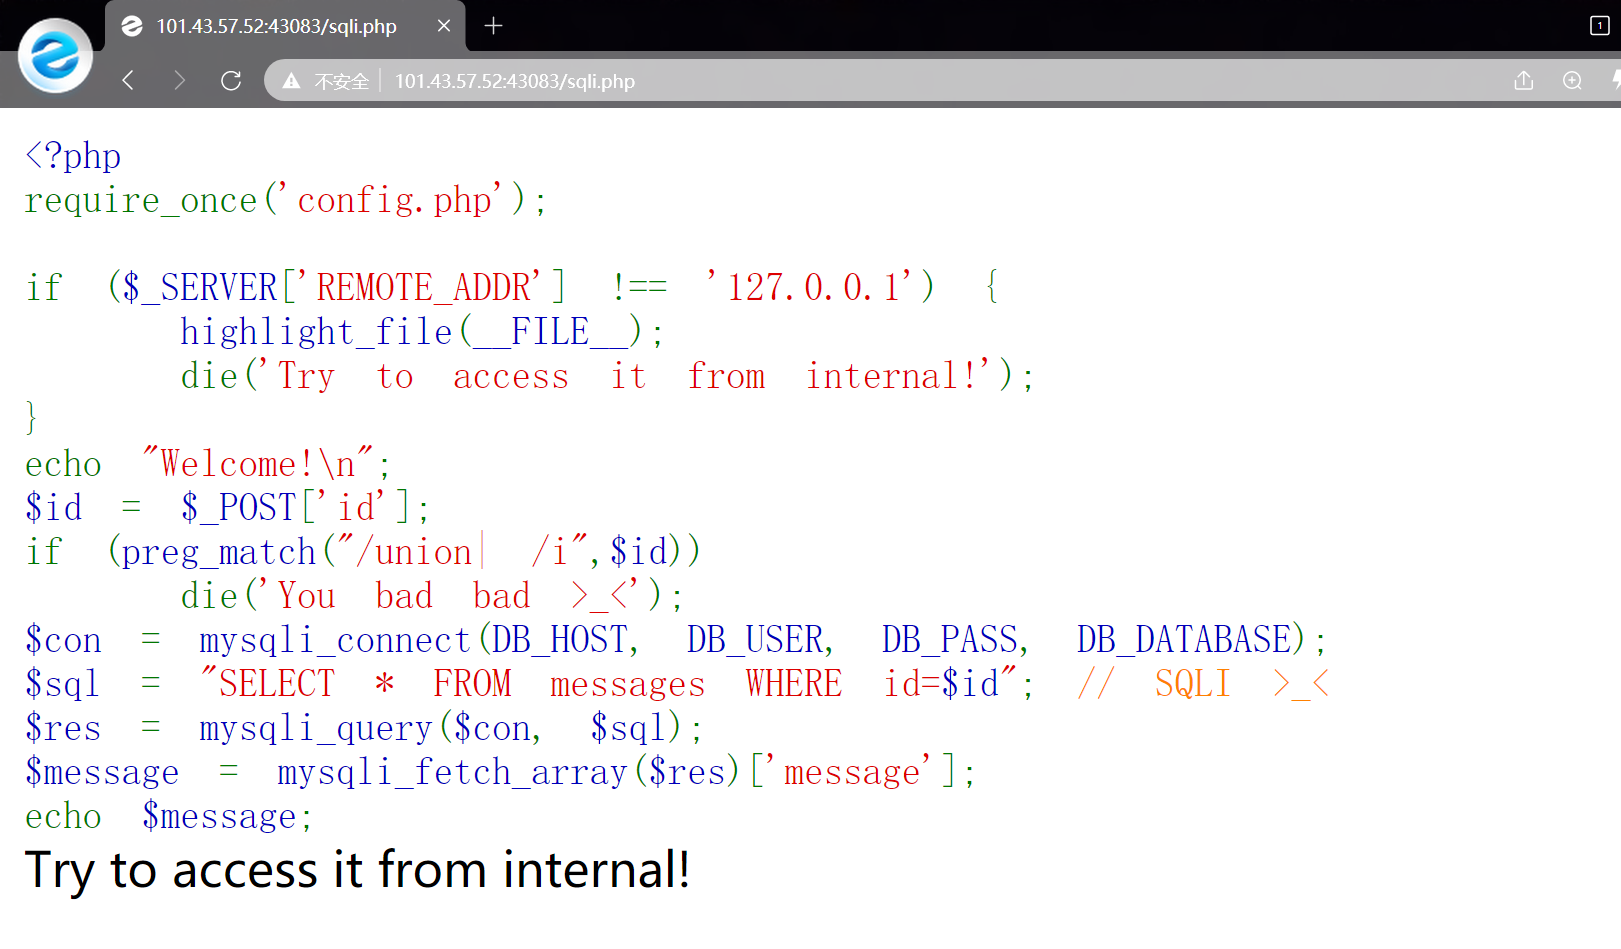 101.43.57.52:43083/sqli.php
1
不安全 101.43.57.52:43083/sqli.php
<?php
require_once('config.php');
if ($_SERVER['REMOTE_ADDR'] !== '127.0.0.1') {
highlight_file(__FILE__);
die('Try to access it from internal!');
}
echo "Welcome!\n";
$id = $_POST['id'];
if (preg_match("/union| /i",$id))
die('You bad bad >_<');
$con = mysqli_connect(DB_HOST, DB_USER, DB_PASS, DB_DATABASE);
$sql = "SELECT * FROM messages WHERE id=$id"; // SQLI >_<
$res = mysqli_query($con, $sql);
$message = mysqli_fetch_array($res)['message'];
echo $message;
Try to access it from internal!